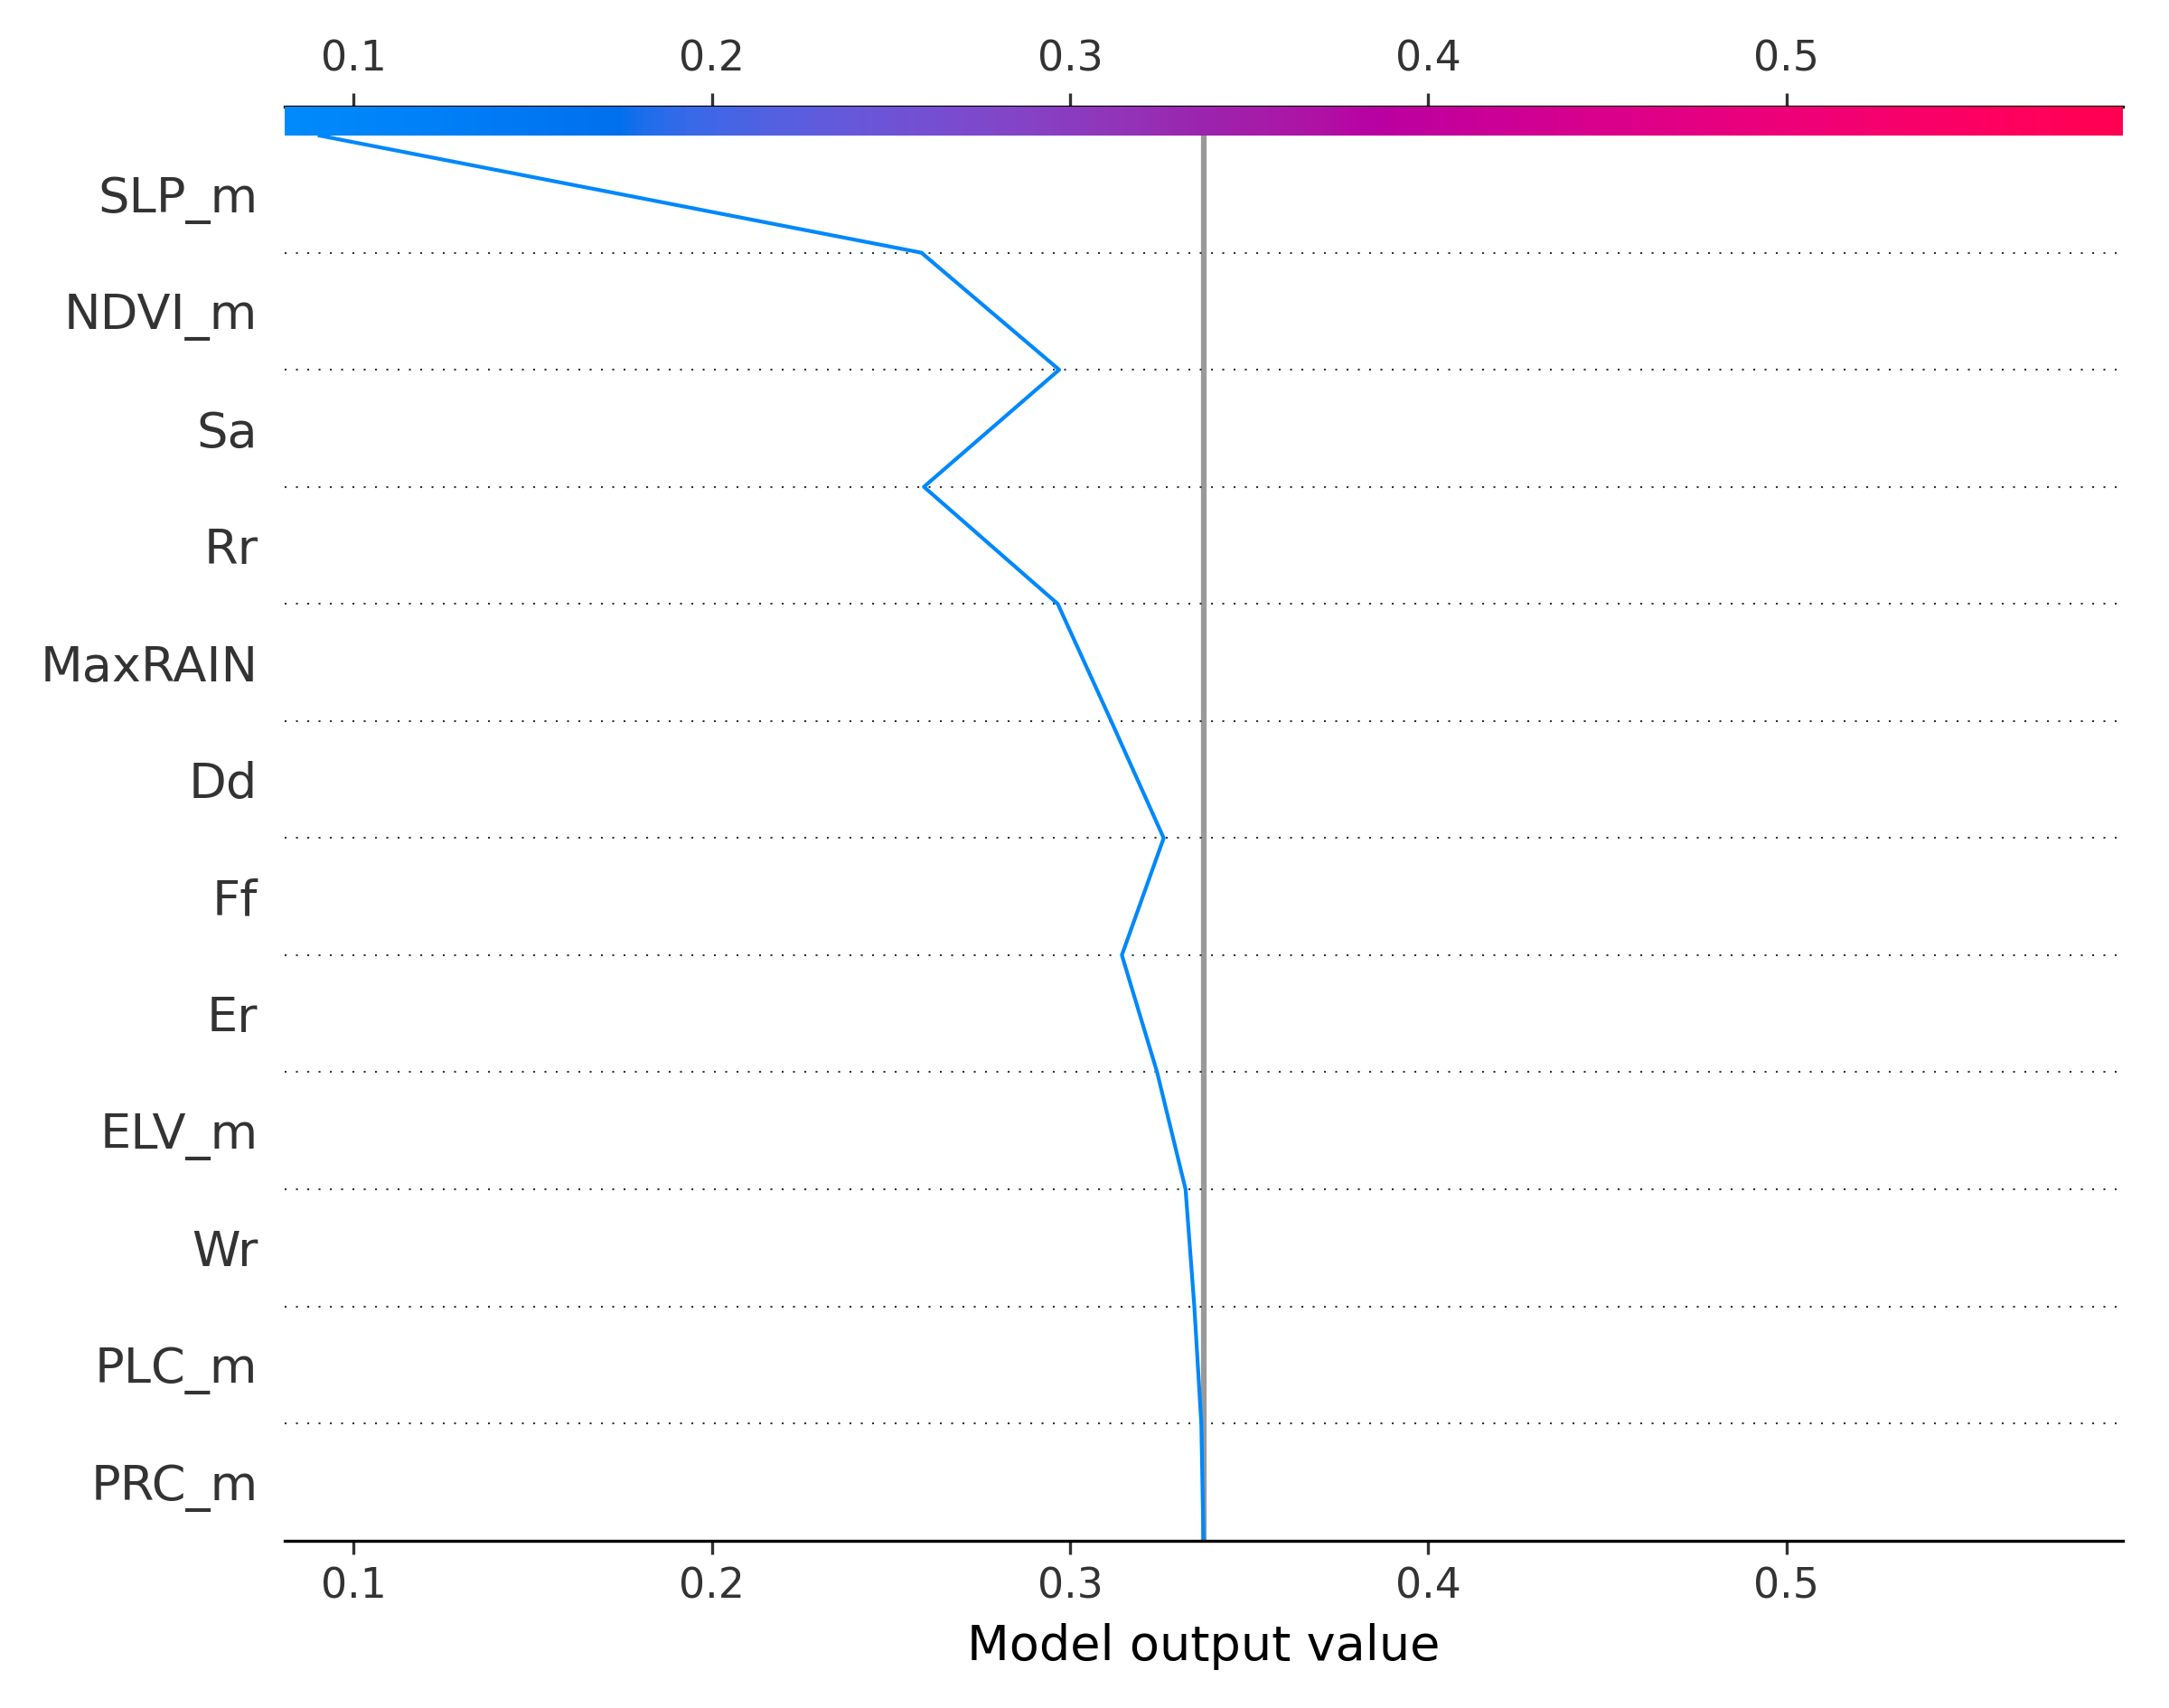 0.1 0.2 0.3 0.4 0.5
SLP_m
NDVI_m
Sa
Rr
MaxRAIN
Dd
Ff
Er
ELV_m
Wr
PLC_m
PRC_m
0.1 0.2 0.3 0.4 0.5
Model output value